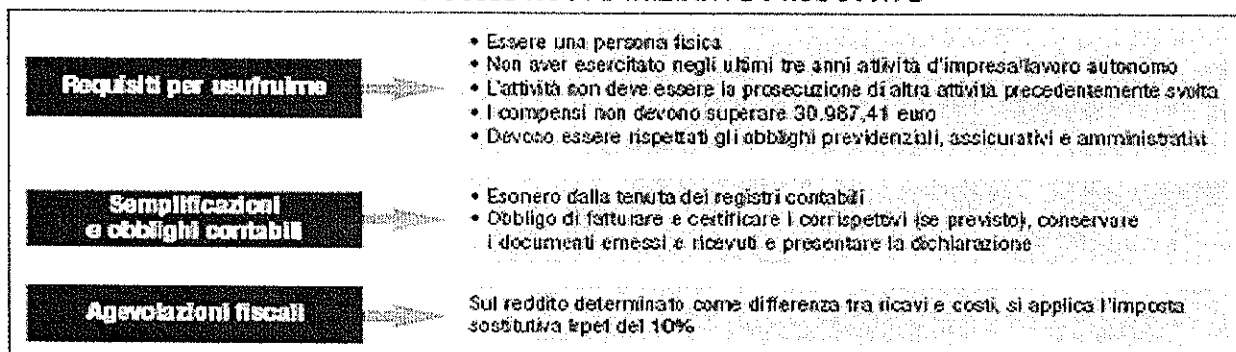 Requisiti per usufruirne
• Essere una persona fisica
• Non aver esercitato negli ultimi tre anni attività d'impresa/lavoro autonomo
• L'attività non deve essere la prosecuzione di altra attività precedentemente svolta
• I compensi non devono superare 30.987,41 euro
• Devono essere rispettati gli obblighi previdenziali, assicurativi e amministrativi
Semplificazioni
e obblighi contabili
• Esonero dalla tenuta dei registri contabili
• Obbligo di fatturare e certificare i corrispettivi (se previsto), conservare
i documenti emessi e ricevuti e presentare la dichiarazione
Agevolazioni fiscali
Sul reddito determinato come differenza tra ricavi e costi, si applica l'imposta
sostitutiva Irpef del 10%